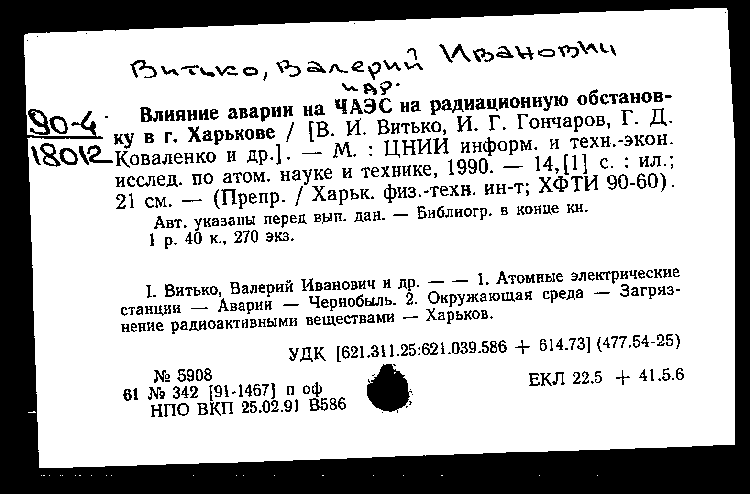 Витько, Валерий Иванович
и др.
90-4
18012
Влияние аварии на ЧАЭС на радиационную обстанов-
ку в г. Харькове / [В. И. Витько, И. Г. Гончаров, Г. Д.
Коваленко и др.]. — М. : ЦНИИ информ. и техн.-экон.
исслед. по атом. науке и технике, 1990. — 14,[1] с. : ил.;
21 см. — (Препр. / Харьк. физ.-техн. ин-т; ХФТИ 90-60).
Авт. указаны перед вып. дан. — Библиогр. в конце кн.
1 р. 40 к., 270 экз.
I. Витько, Валерий Иванович и др. — — 1. Атомные электрические
станции — Аварии — Чернобыль. 2. Окружающая среда — Загряз-
нение радиоактивными веществами — Харьков.
УДК [621.311.25:621.039.586 + 614.73] (477.54-25)
№ 5908
61 № 342 [91-1467] п оф
НПО ВКП 25.02.91 В586
ЕКЛ 22.5 + 41.5.6